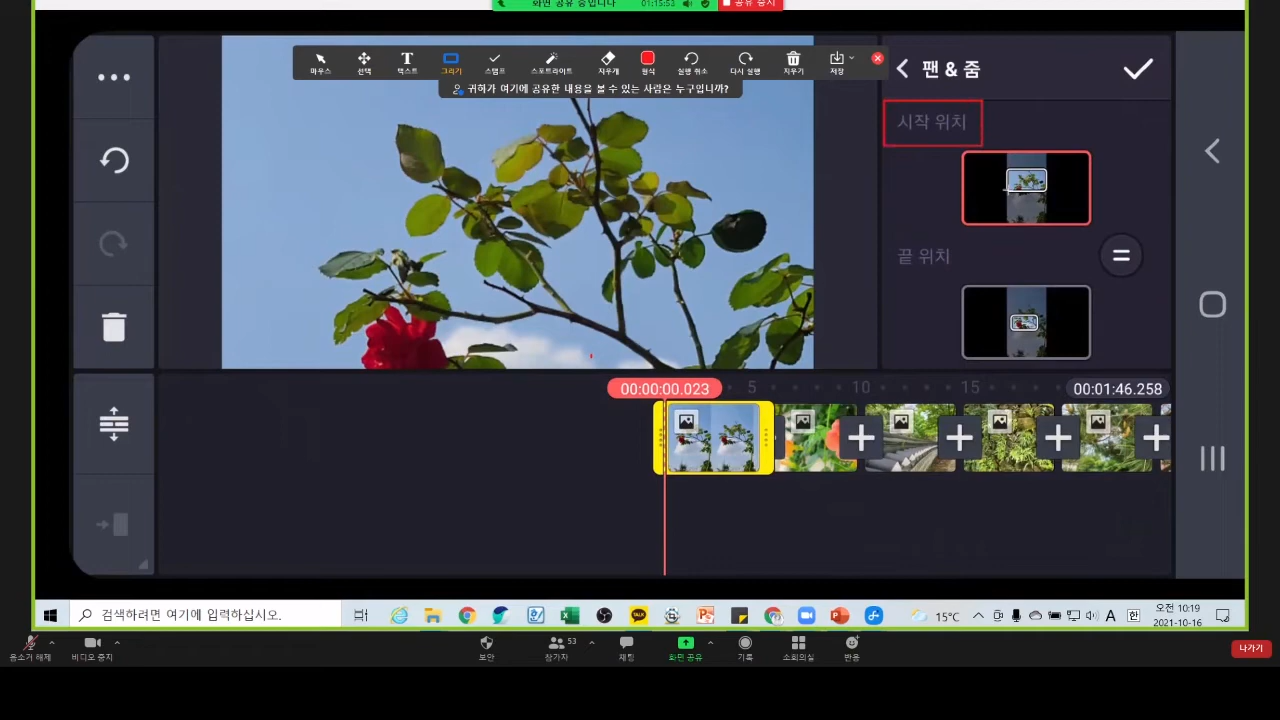 화면 공유 중입니다
01:15:53
공유 중지
마우스
선택
텍스트
그리기
스탬프
스포트라이트
지우개
형식
실행 취소
다시 실행
지우기
저장
귀하가 여기에 공유한 내용을 볼 수 있는 사람은 누구입니까?
팬 & 줌
시작 위치
끝 위치
00:00:00.023
5
10
15
00:01:46.258
검색하려면 여기에 입력하십시오.
TALK
15°C
A
한
오전 10:19
2021-10-16
음소거 해제
비디오 중지
보안
53
참가자
채팅
화면 공유
기록
소회의실
반응
나가기